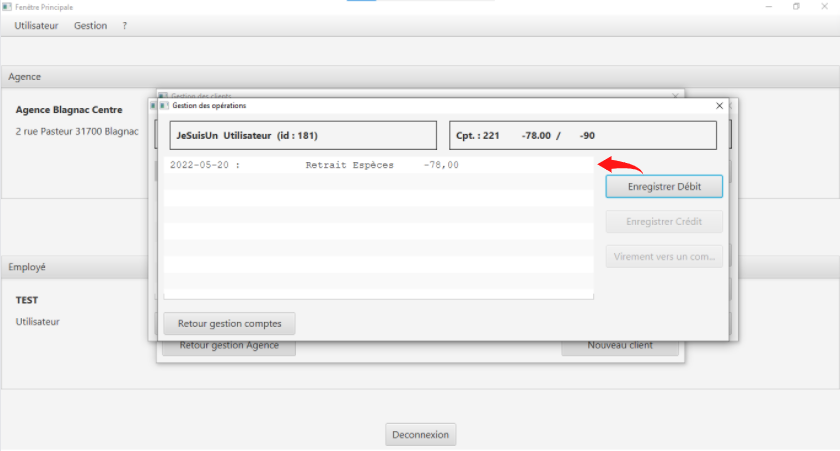 Fenêtre Principale
Utilisateur Gestion ?
Agence
Agence Blagnac Centre
2 rue Pasteur 31700 Blagnac
Gestion des clients
Gestion des opérations
JeSuisUn Utilisateur (id : 181)
Cpt. : 221 -78.00 / -90
2022-05-20 : Retrait Espèces -78,00
Enregistrer Débit
Enregistrer Crédit
Virement vers un com...
Retour gestion comptes
Retour gestion Agence
Nouveau client
Employé
TEST
Utilisateur
Deconnexion